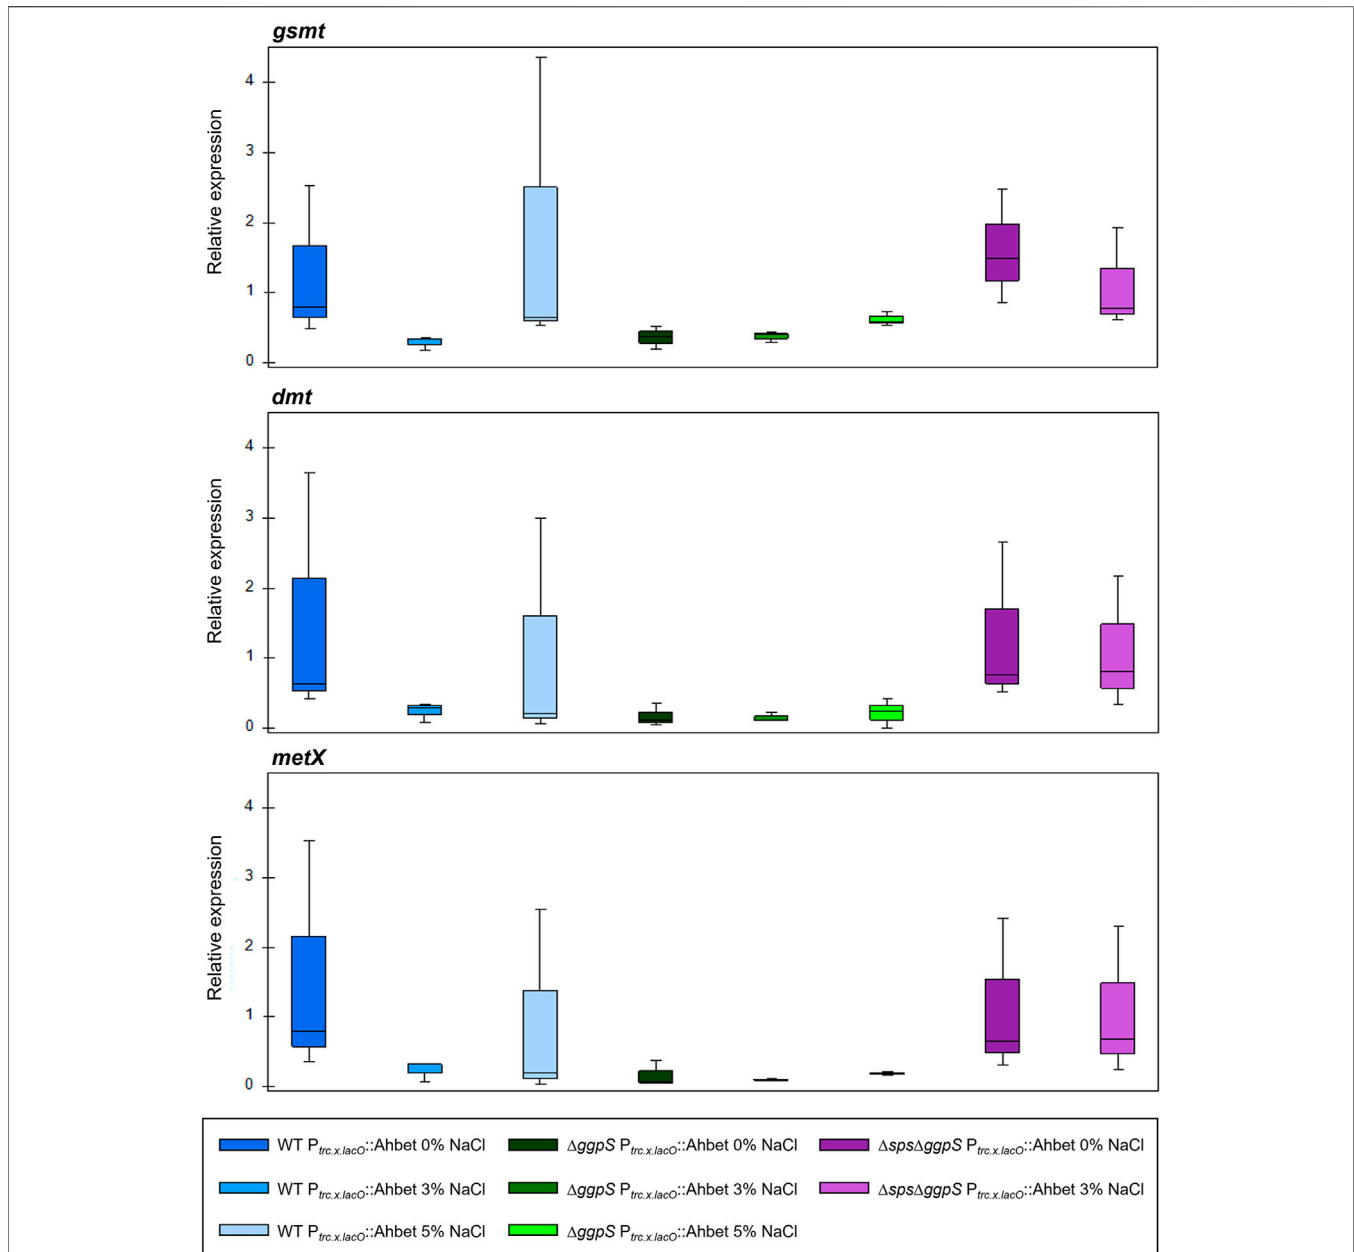 gsmt
Relative expression
4
3
2
1
0
dmt
Relative expression
4
3
2
1
0
metX
Relative expression
4
3
2
1
0
WT Ptrc.x.lacO::Ahbet 0% NaCl
ΔggpS Ptrc.x.lacO::Ahbet 0% NaCl
ΔspsΔggpS Ptrc.x.lacO::Ahbet 0% NaCl
WT Ptrc.x.lacO::Ahbet 3% NaCl
ΔggpS Ptrc.x.lacO::Ahbet 3% NaCl
ΔspsΔggpS Ptrc.x.lacO::Ahbet 3% NaCl
WT Ptrc.x.lacO::Ahbet 5% NaCl
ΔggpS Ptrc.x.lacO::Ahbet 5% NaCl